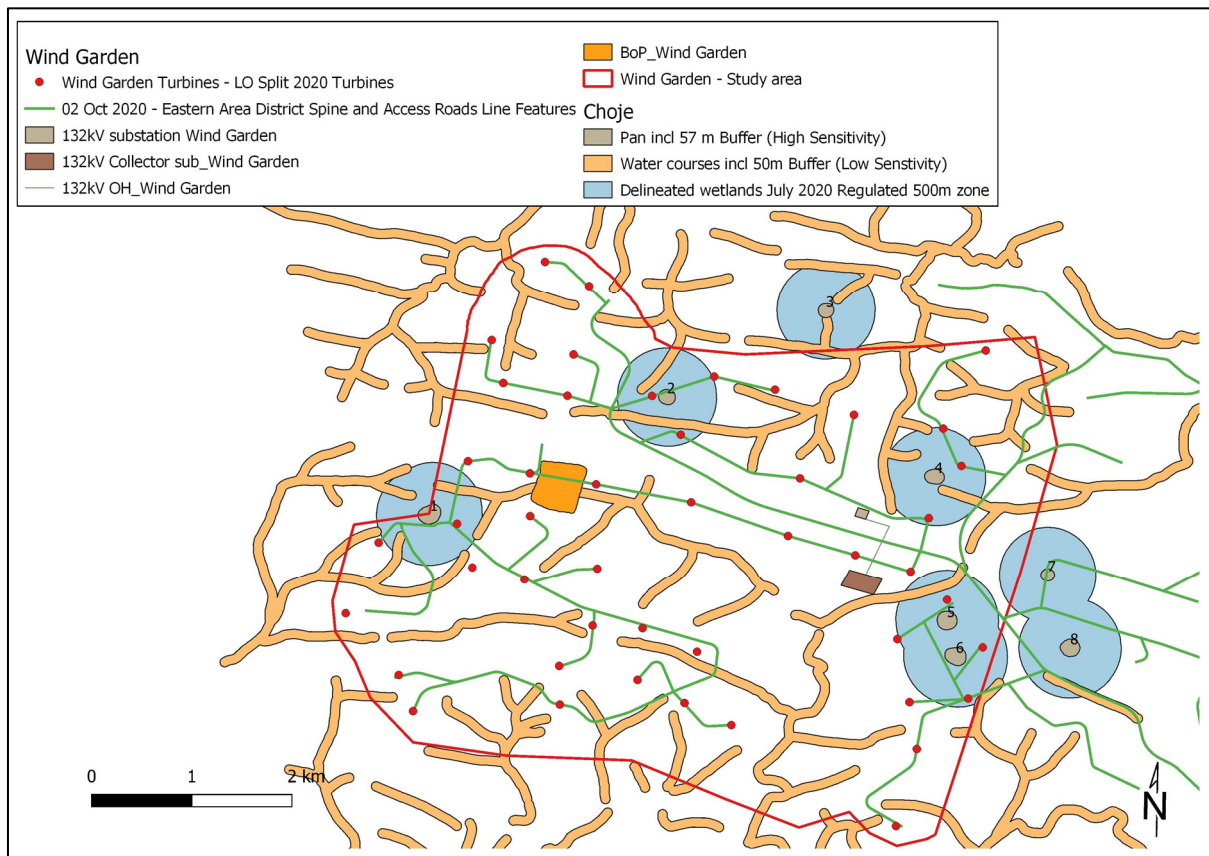 Wind Garden
Wind Garden Turbines - LO Split 2020 Turbines
02 Oct 2020 - Eastern Area District Spine and Access Roads Line Features
132kV substation Wind Garden
132kV Collector sub_Wind Garden
132kV OH_Wind Garden
BoP_Wind Garden
Wind Garden - Study area
Choje
Pan incl 57 m Buffer (High Sensitivity)
Water courses incl 50m Buffer (Low Senstivity)
Delineated wetlands July 2020 Regulated 500m zone
3
2
4
1
7
5
8
6
0 1 2 km
N